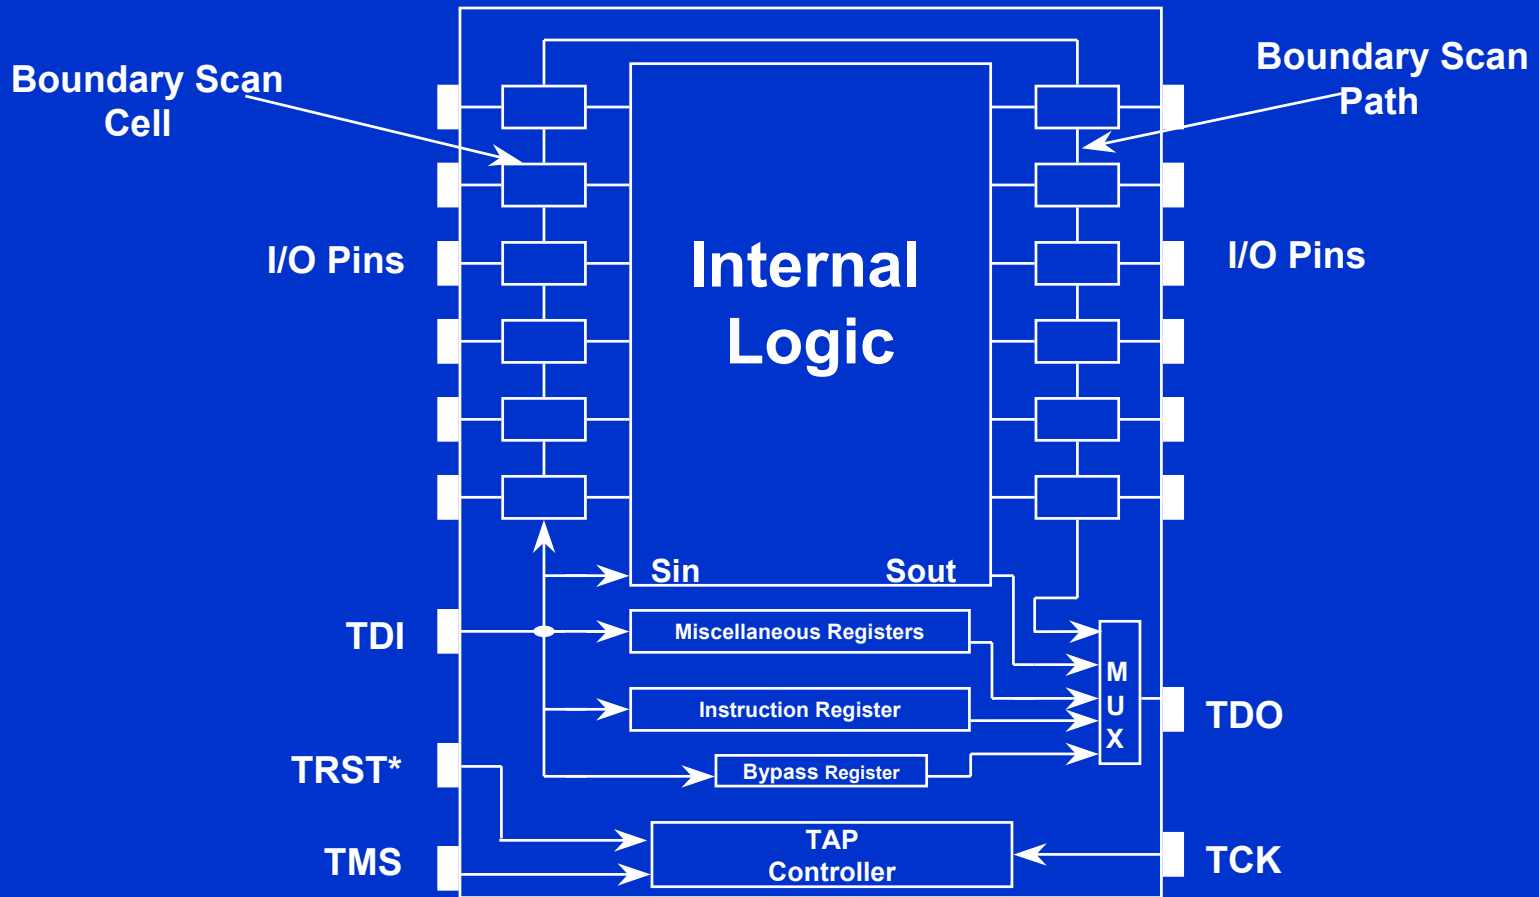 Boundary Scan
Cell
Boundary Scan
Path
I/O Pins
Internal
Logic
I/O Pins
Sin
Sout
TDI
Miscellaneous Registers
M
U
X
Instruction Register
TDO
TRST*
Bypass Register
TMS
TAP
Controller
TCK